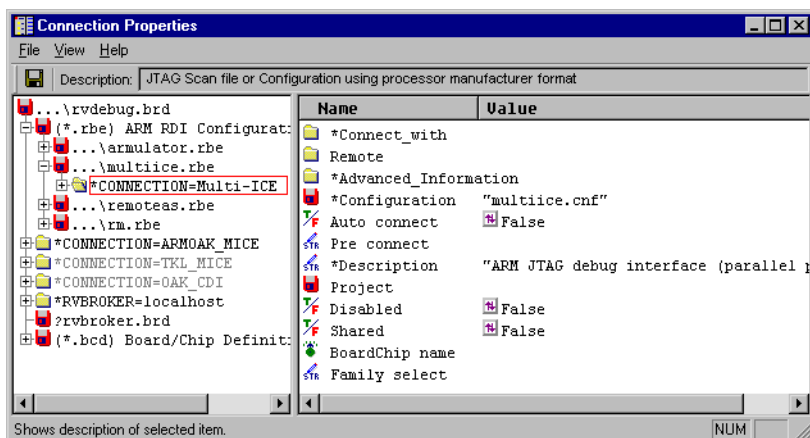 Connection Properties
File View Help
Description: JTAG Scan file or Configuration using processor manufacturer format
...\rvdebug.brd
(*.rbe) ARM RDI Configurat
...\armulator.rbe
...\multiice.rbe
*CONNECTION=Multi-ICE
...\remoteas.rbe
...\rm.rbe
*CONNECTION=ARMOAK_MICE
*CONNECTION=TKL_MICE
*CONNECTION=OAK_CDI
*RVBROKER=localhost
?rvbroker.brd
(*.bcd) Board/Chip Definit
Name Value
*Connect_with
Remote
*Advanced_Information
*Configuration "multiice.cnf"
T/F Auto connect False
STR Pre connect
STR *Description "ARM JTAG debug interface (parallel p
Project
T/F Disabled False
T/F Shared False
BoardChip name
STR Family select
Shows description of selected item. NUM